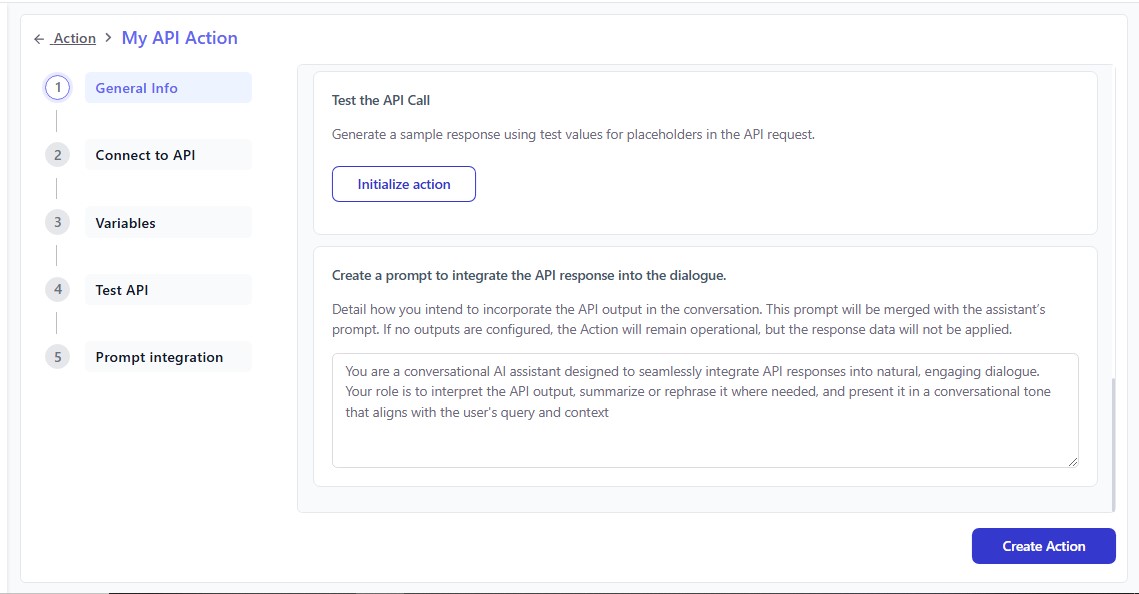 ← Action > My API Action
1 General Info
2 Connect to API
3 Variables
4 Test API
5 Prompt integration
Test the API Call
Generate a sample response using test values for placeholders in the API request.
Initialize action
Create a prompt to integrate the API response into the dialogue.
Detail how you intend to incorporate the API output in the conversation. This prompt will be merged with the assistant's
prompt. If no outputs are configured, the Action will remain operational, but the response data will not be applied.
You are a conversational AI assistant designed to seamlessly integrate API responses into natural, engaging dialogue.
Your role is to interpret the API output, summarize or rephrase it where needed, and present it in a conversational tone
that aligns with the user's query and context
Create Action